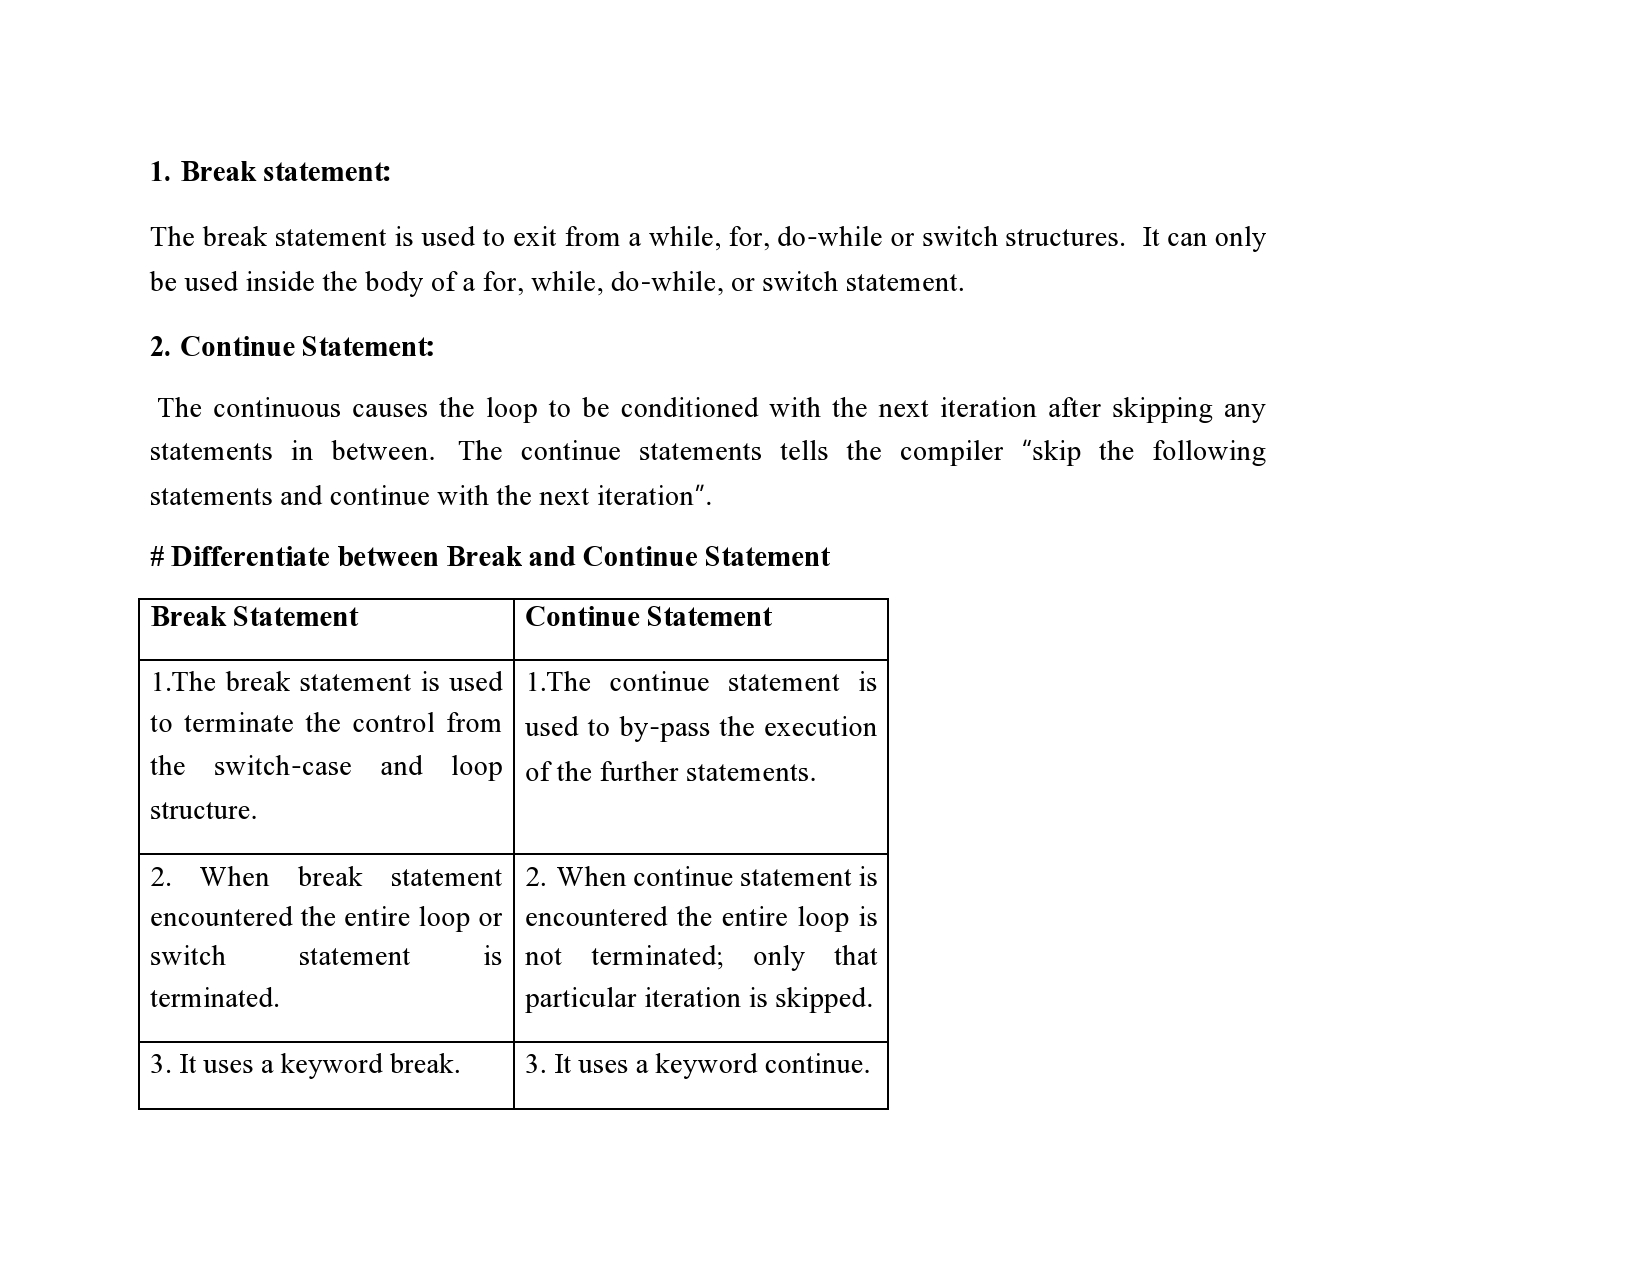 1. Break statement:
The break statement is used to exit from a while, for, do-while or switch structures. It can only
be used inside the body of a for, while, do-while, or switch statement.
2. Continue Statement:
The continuous causes the loop to be conditioned with the next iteration after skipping any
statements in between. The continue statements tells the compiler “skip the following
statements and continue with the next iteration”.
# Differentiate between Break and Continue Statement
Break Statement
Continue Statement
1.The break statement is used
to terminate the control from
the switch-case and loop
structure.
1.The continue statement is
used to by-pass the execution
of the further statements.
2. When break statement
encountered the entire loop or
switch statement is
terminated.
2. When continue statement is
encountered the entire loop is
not terminated; only that
particular iteration is skipped.
3. It uses a keyword break.
3. It uses a keyword continue.